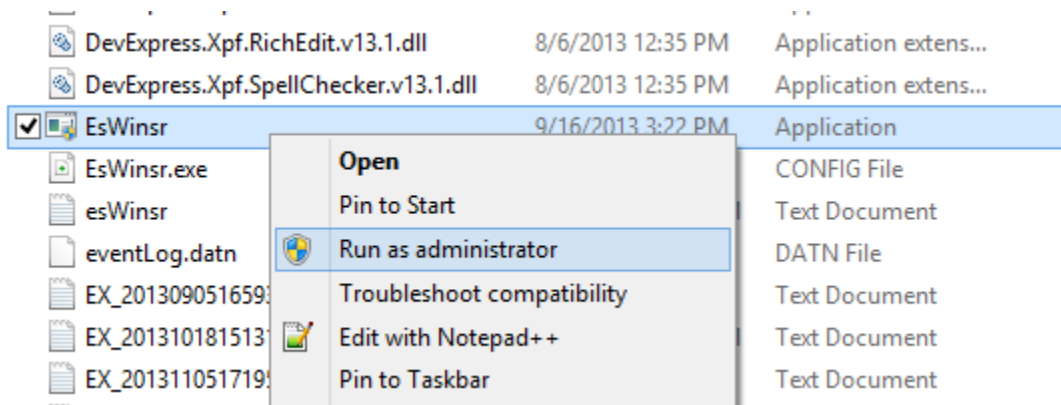 DevExpress.Xpf.RichEdit.v13.1.dll 8/6/2013 12:35 PM Application extens...
DevExpress.Xpf.SpellChecker.v13.1.dll 8/6/2013 12:35 PM Application extens...
EsWinsr 9/16/2013 3:22 PM Application
Open
EsWinsr.exe CONFIG File
Pin to Start
esWinsr Text Document
Run as administrator
eventLog.datn DATN File
Troubleshoot compatibility
EX_201309051659 Text Document
Edit with Notepad++
EX_201310181513 Text Document
Pin to Taskbar
EX_201311051719 Text Document